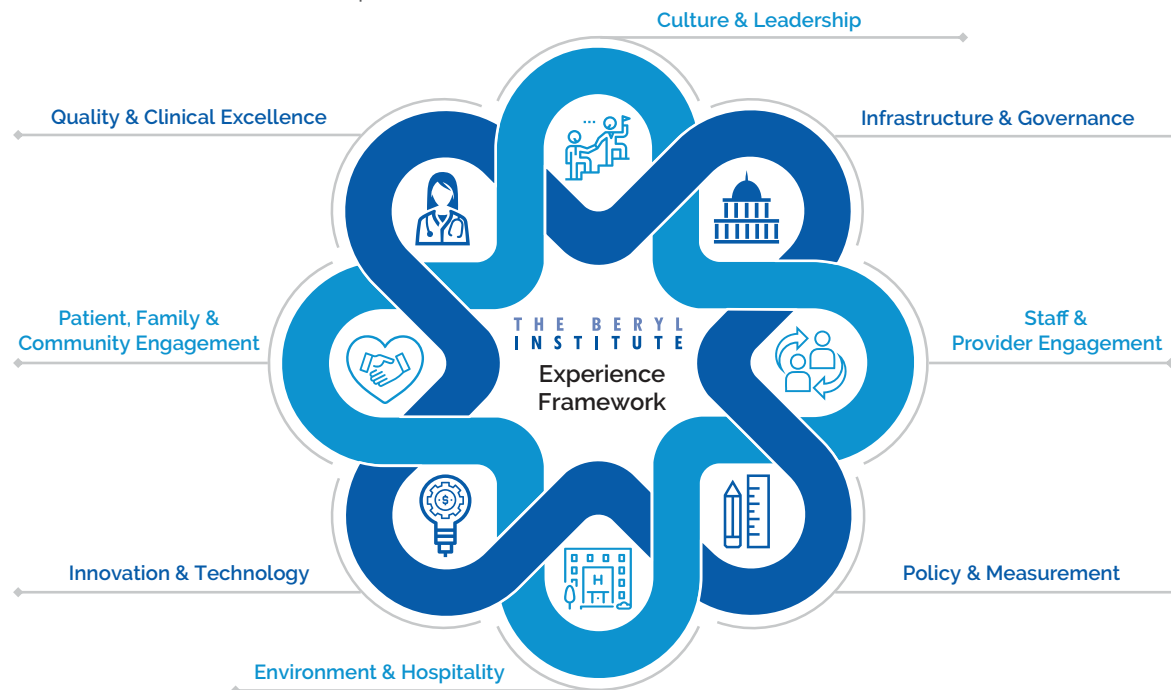 Culture & Leadership
Quality & Clinical Excellence
Infrastructure & Governance
Patient, Family &
Community Engagement
THE BERYL
INSTITUTE
Experience
Framework
Staff &
Provider Engagement
$
Innovation & Technology
Policy & Measurement
H
Environment & Hospitality